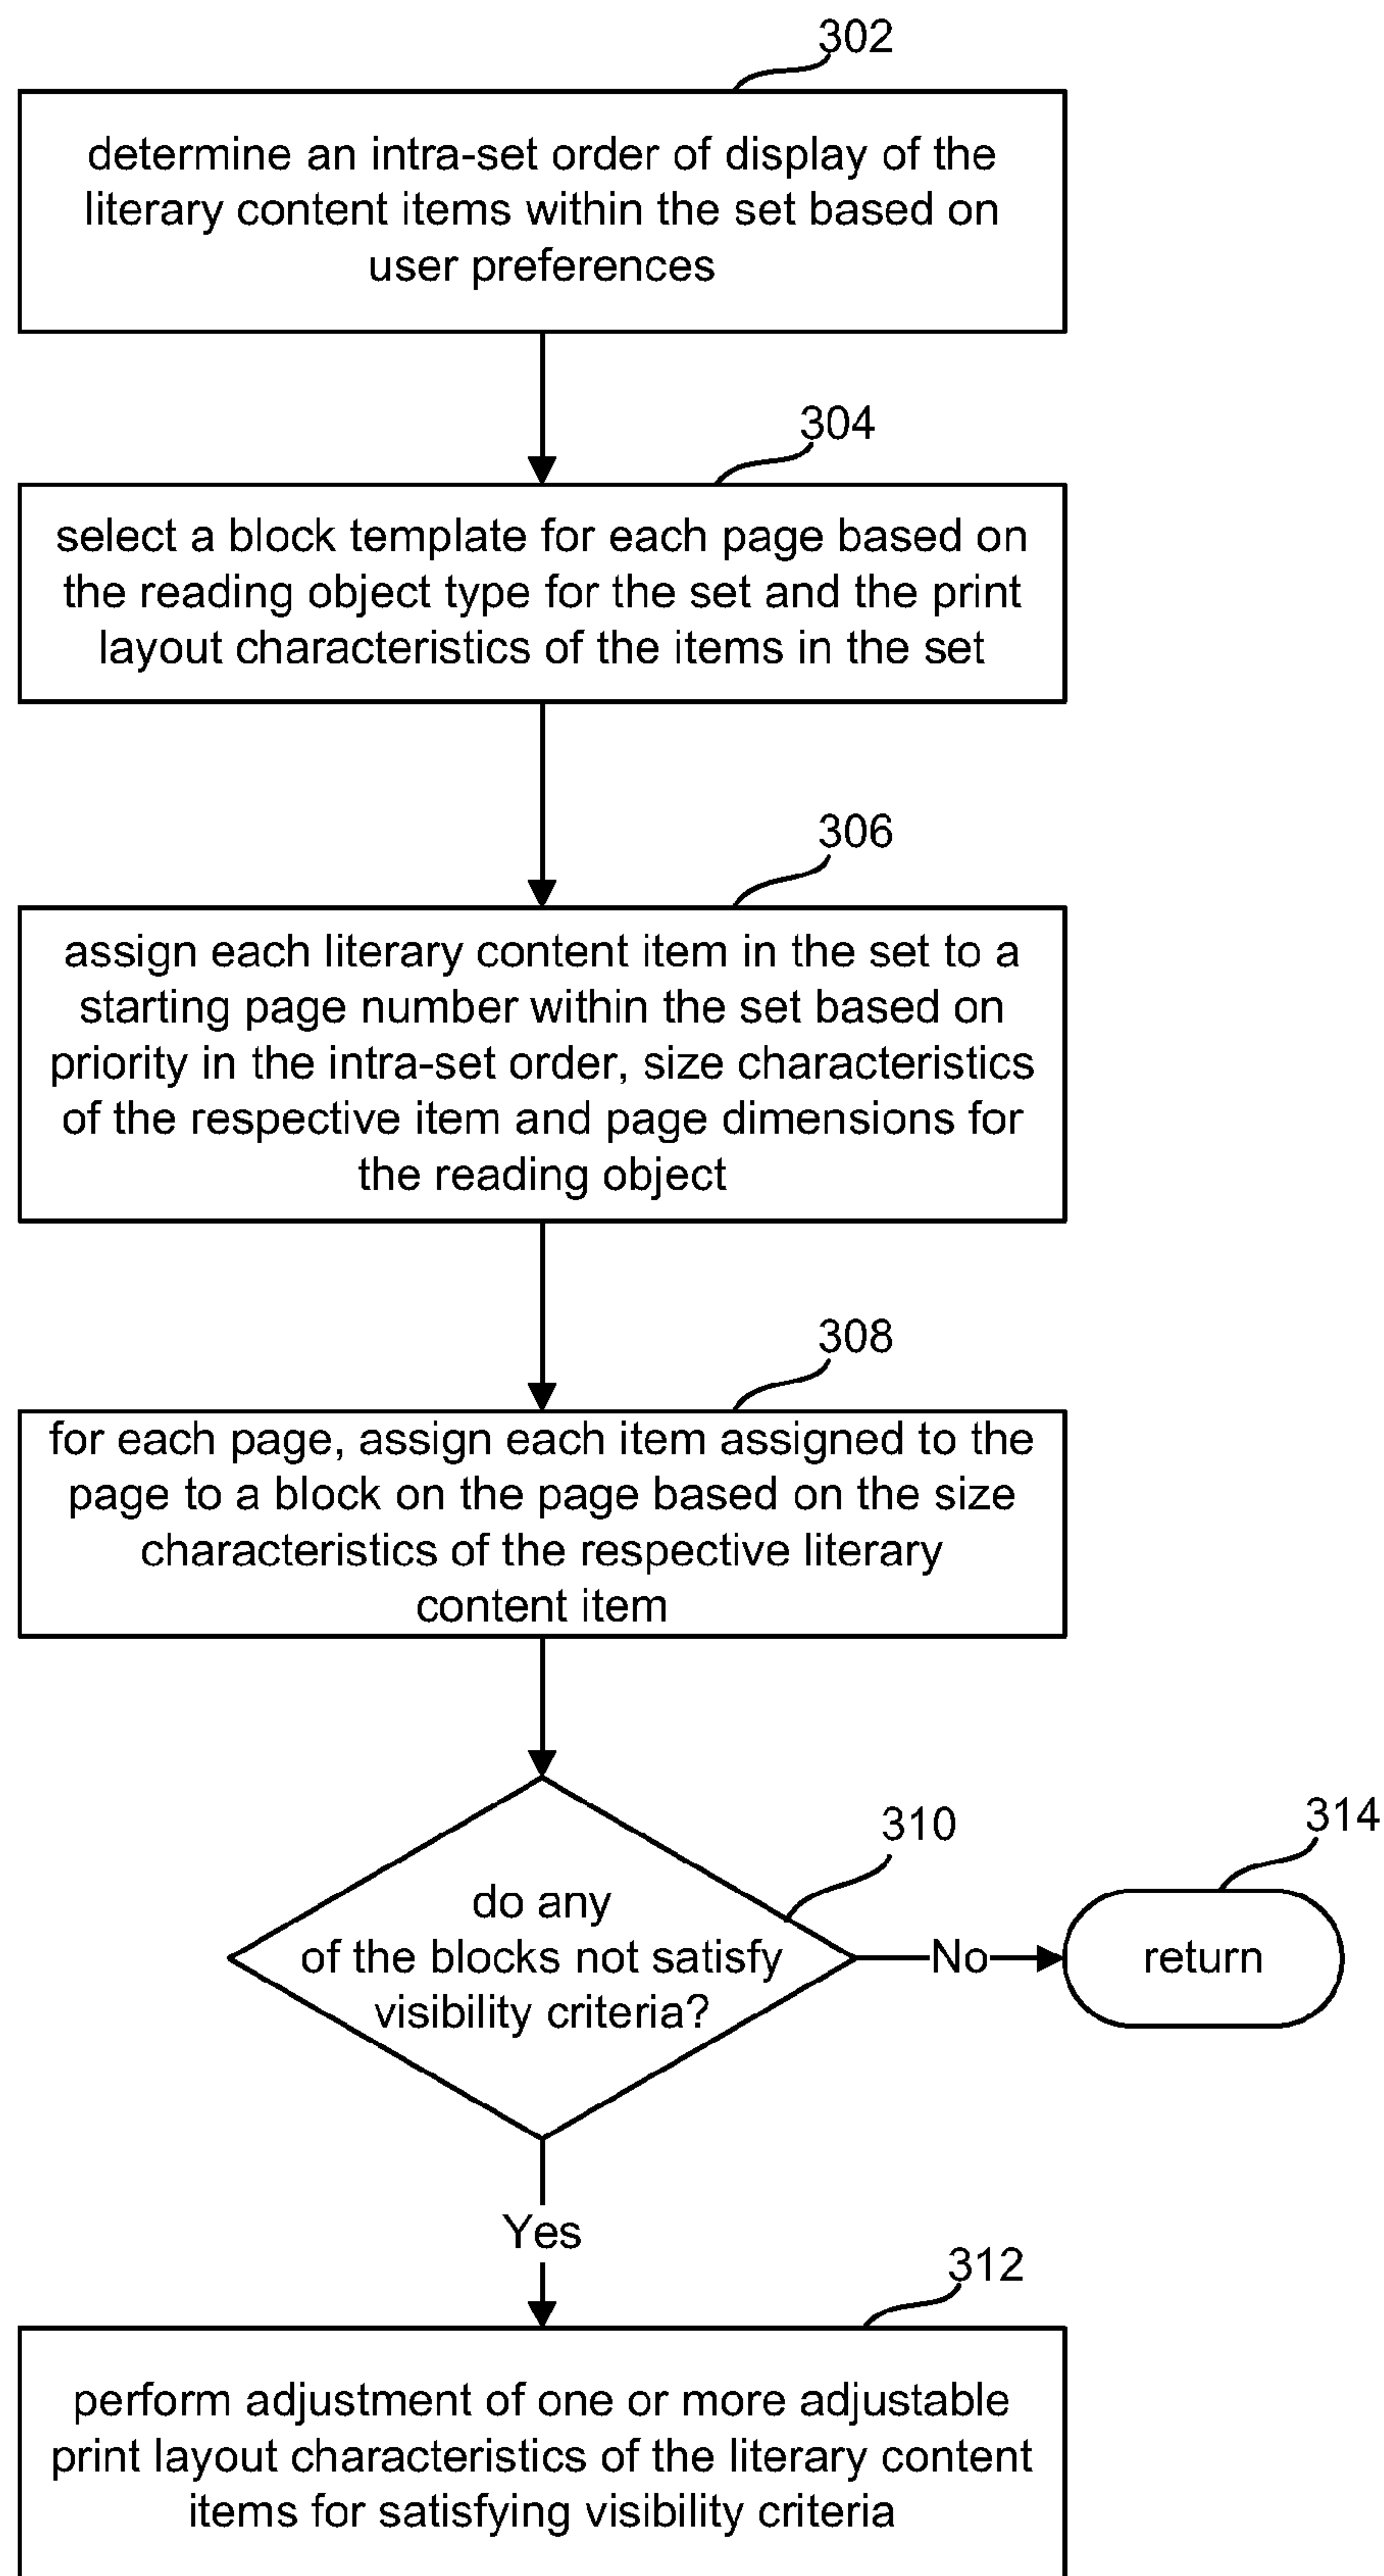 302
determine an intra-set order of display of the
literary content items within the set based on
user preferences
304
select a block template for each page based on
the reading object type for the set and the print
layout characteristics of the items in the set
306
assign each literary content item in the set to a
starting page number within the set based on
priority in the intra-set order, size characteristics
of the respective item and page dimensions for
the reading object
308
for each page, assign each item assigned to the
page to a block on the page based on the size
characteristics of the respective literary
content item
310
314
do any
of the blocks not satisfy
visibility criteria?
No
return
Yes
312
perform adjustment of one or more adjustable
print layout characteristics of the literary content
items for satisfying visibility criteria